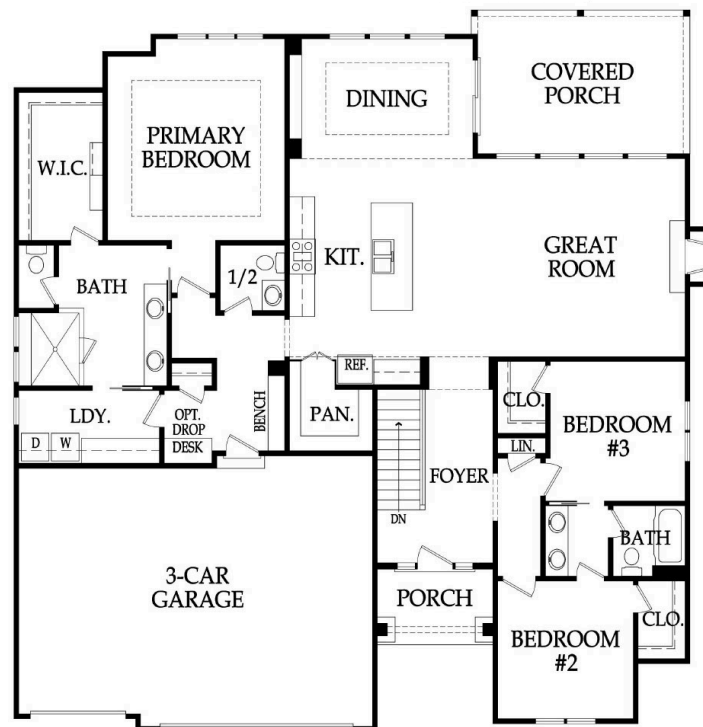 COVERED
PORCH
DINING
PRIMARY
BEDROOM
W.I.C.
1/2
KIT.
GREAT
ROOM
BATH
REF.
CLO.
LDY.
OPT.
DROP
DESK
BENCH
PAN.
BEDROOM
#3
D
W
LIN.
FOYER
DN
BATH
3-CAR
GARAGE
PORCH
CLO.
BEDROOM
#2